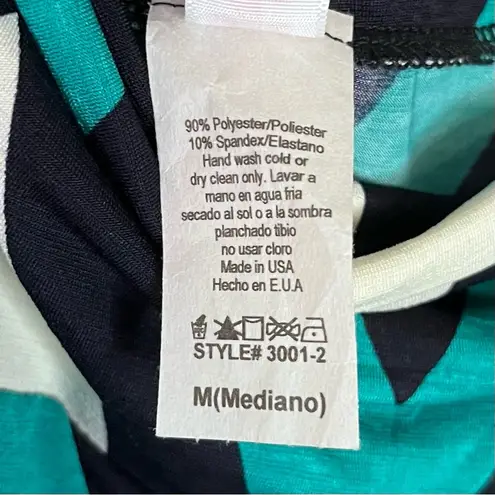 90% Polyester/Poliester
10% Spandex/Elastano
Hand wash cold or
dry clean only. Lavar a
mano en agua fria
secado al sol o a la sombra
planchado tibio
no usar cloro
Made in USA
Hecho en E.U.A
STYLE# 3001-2
M(Mediano)